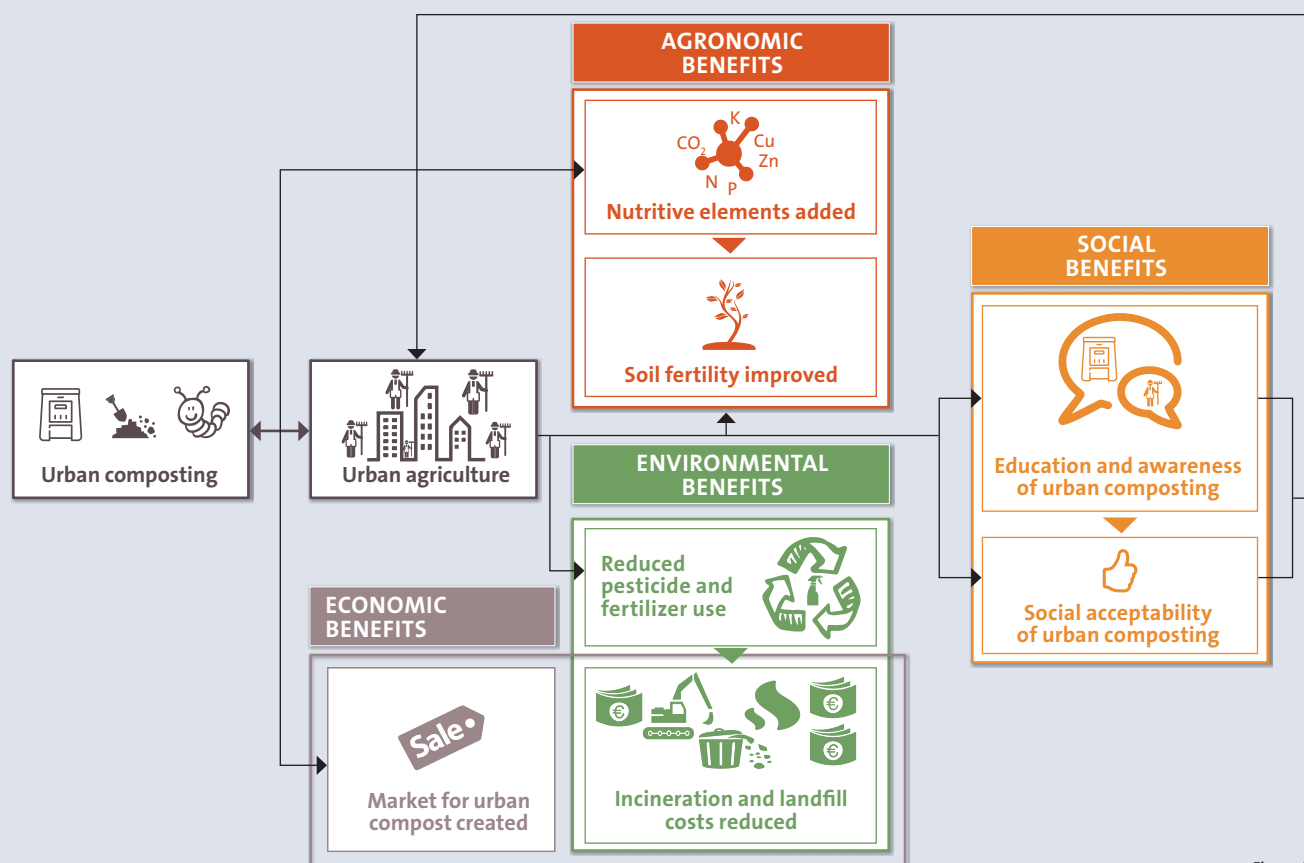 AGRONOMIC
BENEFITS
K
CO2
Cu
Zn
N
P
Nutritive elements added
Soil fertility improved
SOCIAL
BENEFITS
Education and awareness
of urban composting
Social acceptability
of urban composting
Urban composting
Urban agriculture
ENVIRONMENTAL
BENEFITS
Reduced
pesticide and
fertilizer use
€
€
€
Incineration and landfill
costs reduced
ECONOMIC
BENEFITS
Sale
Market for urban
compost created